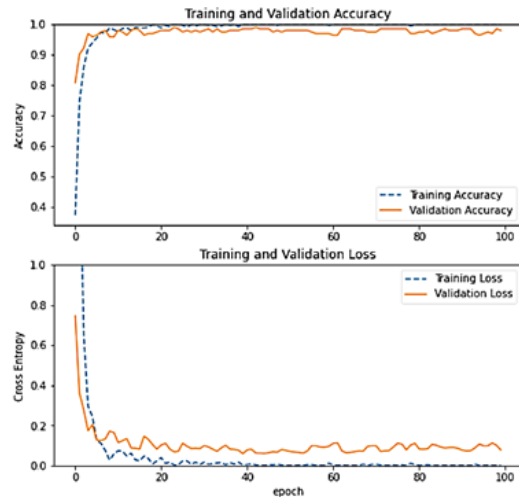 Training and Validation Accuracy
1.0
0.9
0.8
0.7
0.6
0.5
0.4
Accuracy
Training Accuracy
Validation Accuracy
0 20 40 60 80 100
Training and Validation Loss
1.0
0.8
0.6
0.4
0.2
0.0
Cross Entropy
Training Loss
Validation Loss
0 20 40 60 80 100
epoch